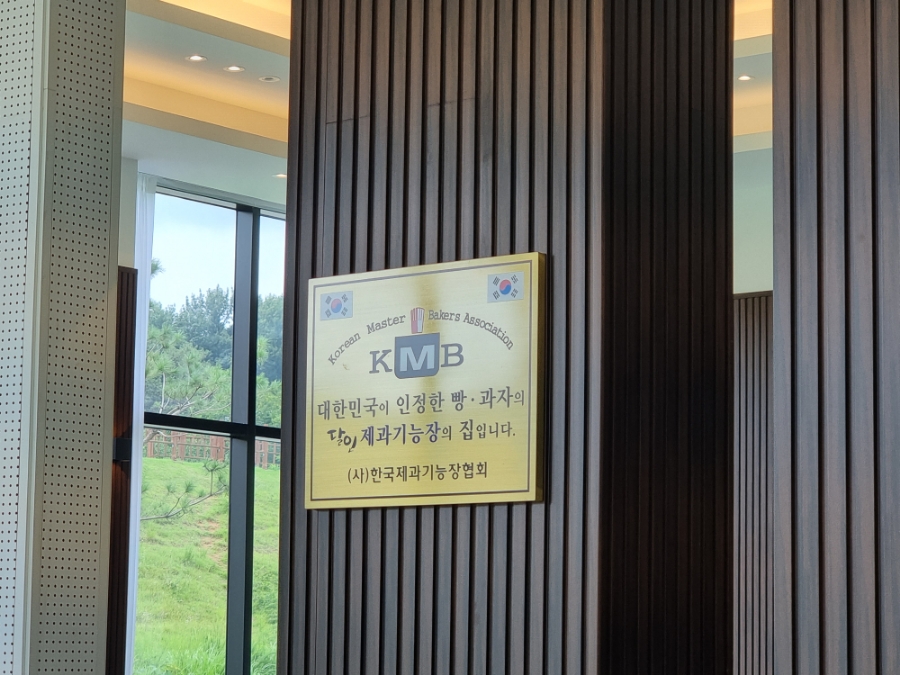 Korean Master Bakers Association
KMB
대한민국이 인정한 빵·과자의
달인 제과기능장의 집입니다.
(사)한국제과기능장협회